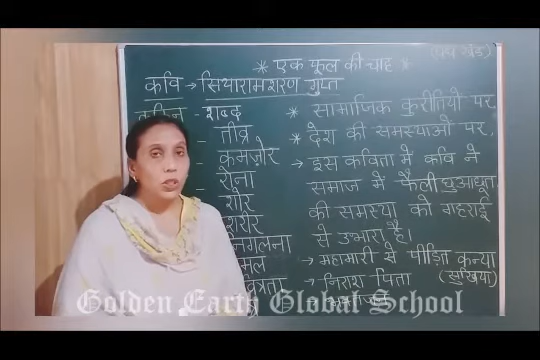 (पद्य खंड)
* एक फूल की चाह *
कवि → सियारामशरण गुप्त
कठिन - शब्द
- तीव्र
- कमज़ोर
- रोना
- शोर
शरीर
निगलना
* सामाजिक कुरीतियों पर
* देश की समस्याओं पर
→ इस कविता में कवि ने
समाज में फैली छुआछूत
की समस्या को गहराई
से उभारा है।
→ महामारी से पीड़ित कन्या
(सुखिया)
→ निराश पिता
Golden Earth Global School